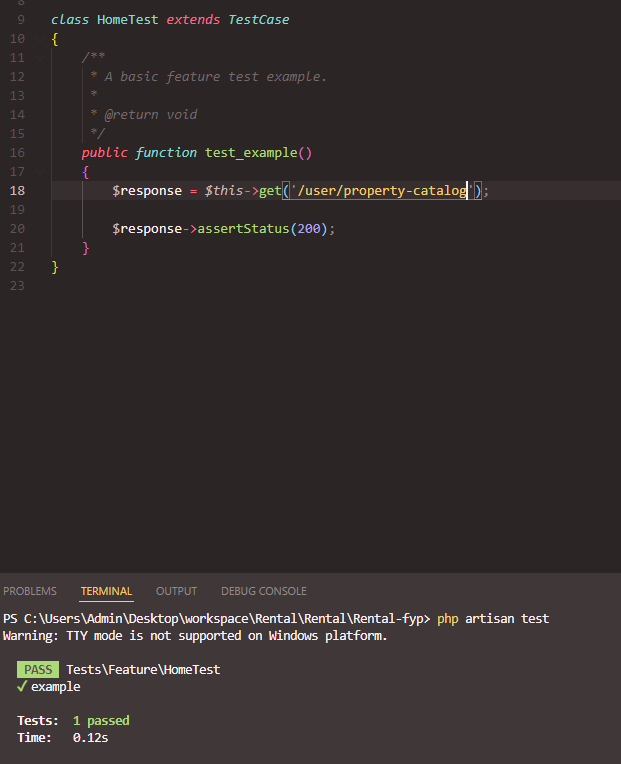 8
9 class HomeTest extends TestCase
10 {
11 /**
12 * A basic feature test example.
13 *
14 * @return void
15 */
16 public function test_example()
17 {
18 $response = $this->get('/user/property-catalog');
19
20 $response->assertStatus(200);
21 }
22 }
23
PROBLEMS TERMINAL OUTPUT DEBUG CONSOLE
PS C:\Users\Admin\Desktop\workspace\Rental\Rental\Rental-fyp> php artisan test
Warning: TTY mode is not supported on Windows platform.
PASS Tests\Feature\HomeTest
✓ example
Tests: 1 passed
Time: 0.12s